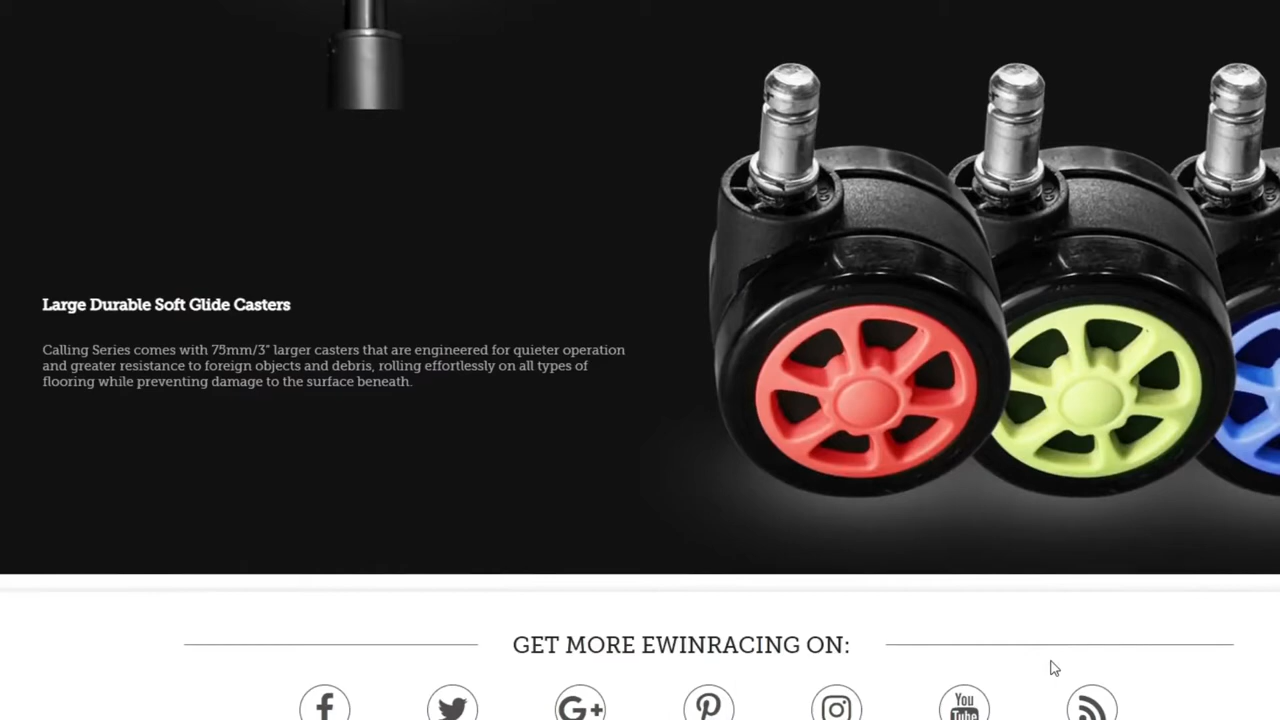 Large Durable Soft Glide Casters
Calling Series comes with 75mm/3" larger casters that are engineered for quieter operation
and greater resistance to foreign objects and debris, rolling effortlessly on all types of
flooring while preventing damage to the surface beneath.
GET MORE EWINRACING ON:
You
Tube